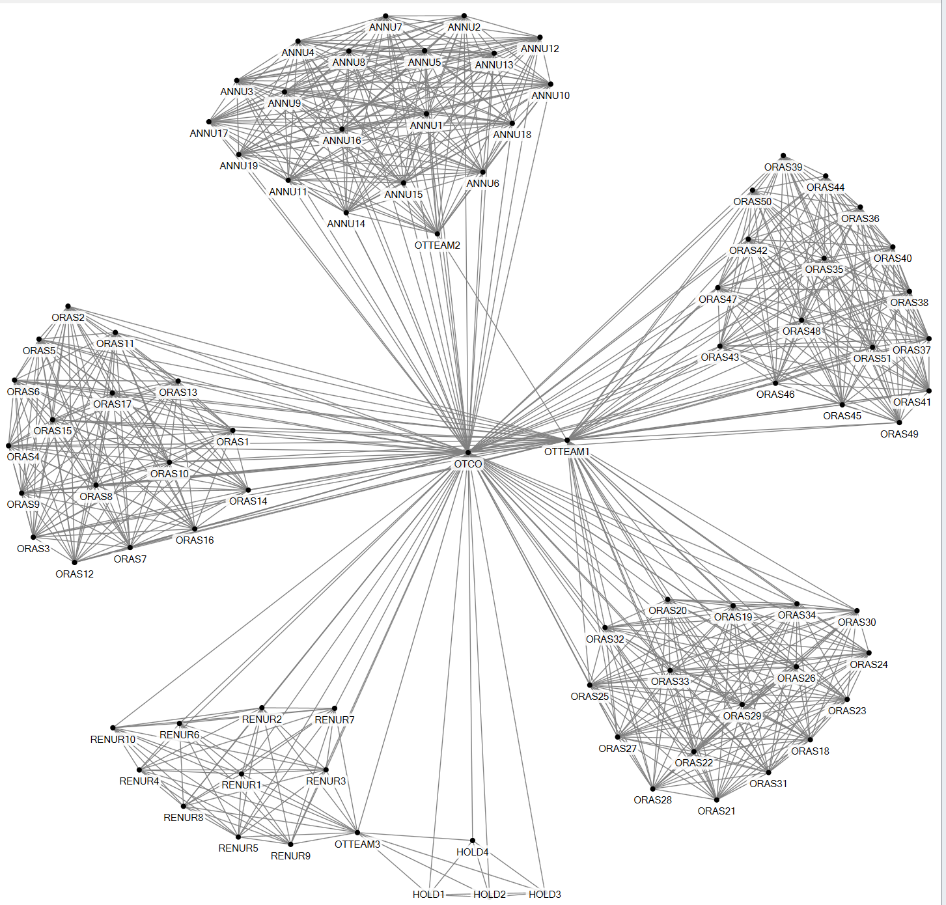 ANNU7
ANNU2
ANNU4
ANNU12
ANNU8
ANNU5
ANNU13
ANNU3
ANNU9
ANNU10
ANNU1
ANNU17
ANNU16
ANNU18
ANNU19
ANNU11
ANNU15
ANNU6
ANNU14
OTTEAM2
ORAS39
ORAS44
ORAS50
ORAS36
ORAS42
ORAS40
ORAS35
ORAS47
ORAS38
ORAS48
ORAS43
ORAS51
ORAS37
ORAS46
ORAS41
ORAS45
ORAS49
ORAS2
ORAS5
ORAS11
ORAS6
ORAS13
ORAS17
ORAS15
ORAS1
ORAS4
ORAS10
ORAS9
ORAS8
ORAS14
ORAS3
ORAS16
ORAS7
ORAS12
OTCO
OTTEAM1
ORAS20
ORAS19
ORAS34
ORAS30
ORAS32
ORAS24
ORAS33
ORAS26
ORAS25
ORAS29
ORAS23
ORAS27
ORAS22
ORAS18
ORAS31
ORAS28
ORAS21
RENUR2
RENUR7
RENUR10
RENUR6
RENUR4
RENUR1
RENUR3
RENUR8
RENUR5
RENUR9
OTTEAM3
HOLD4
HOLD1
HOLD2
HOLD3